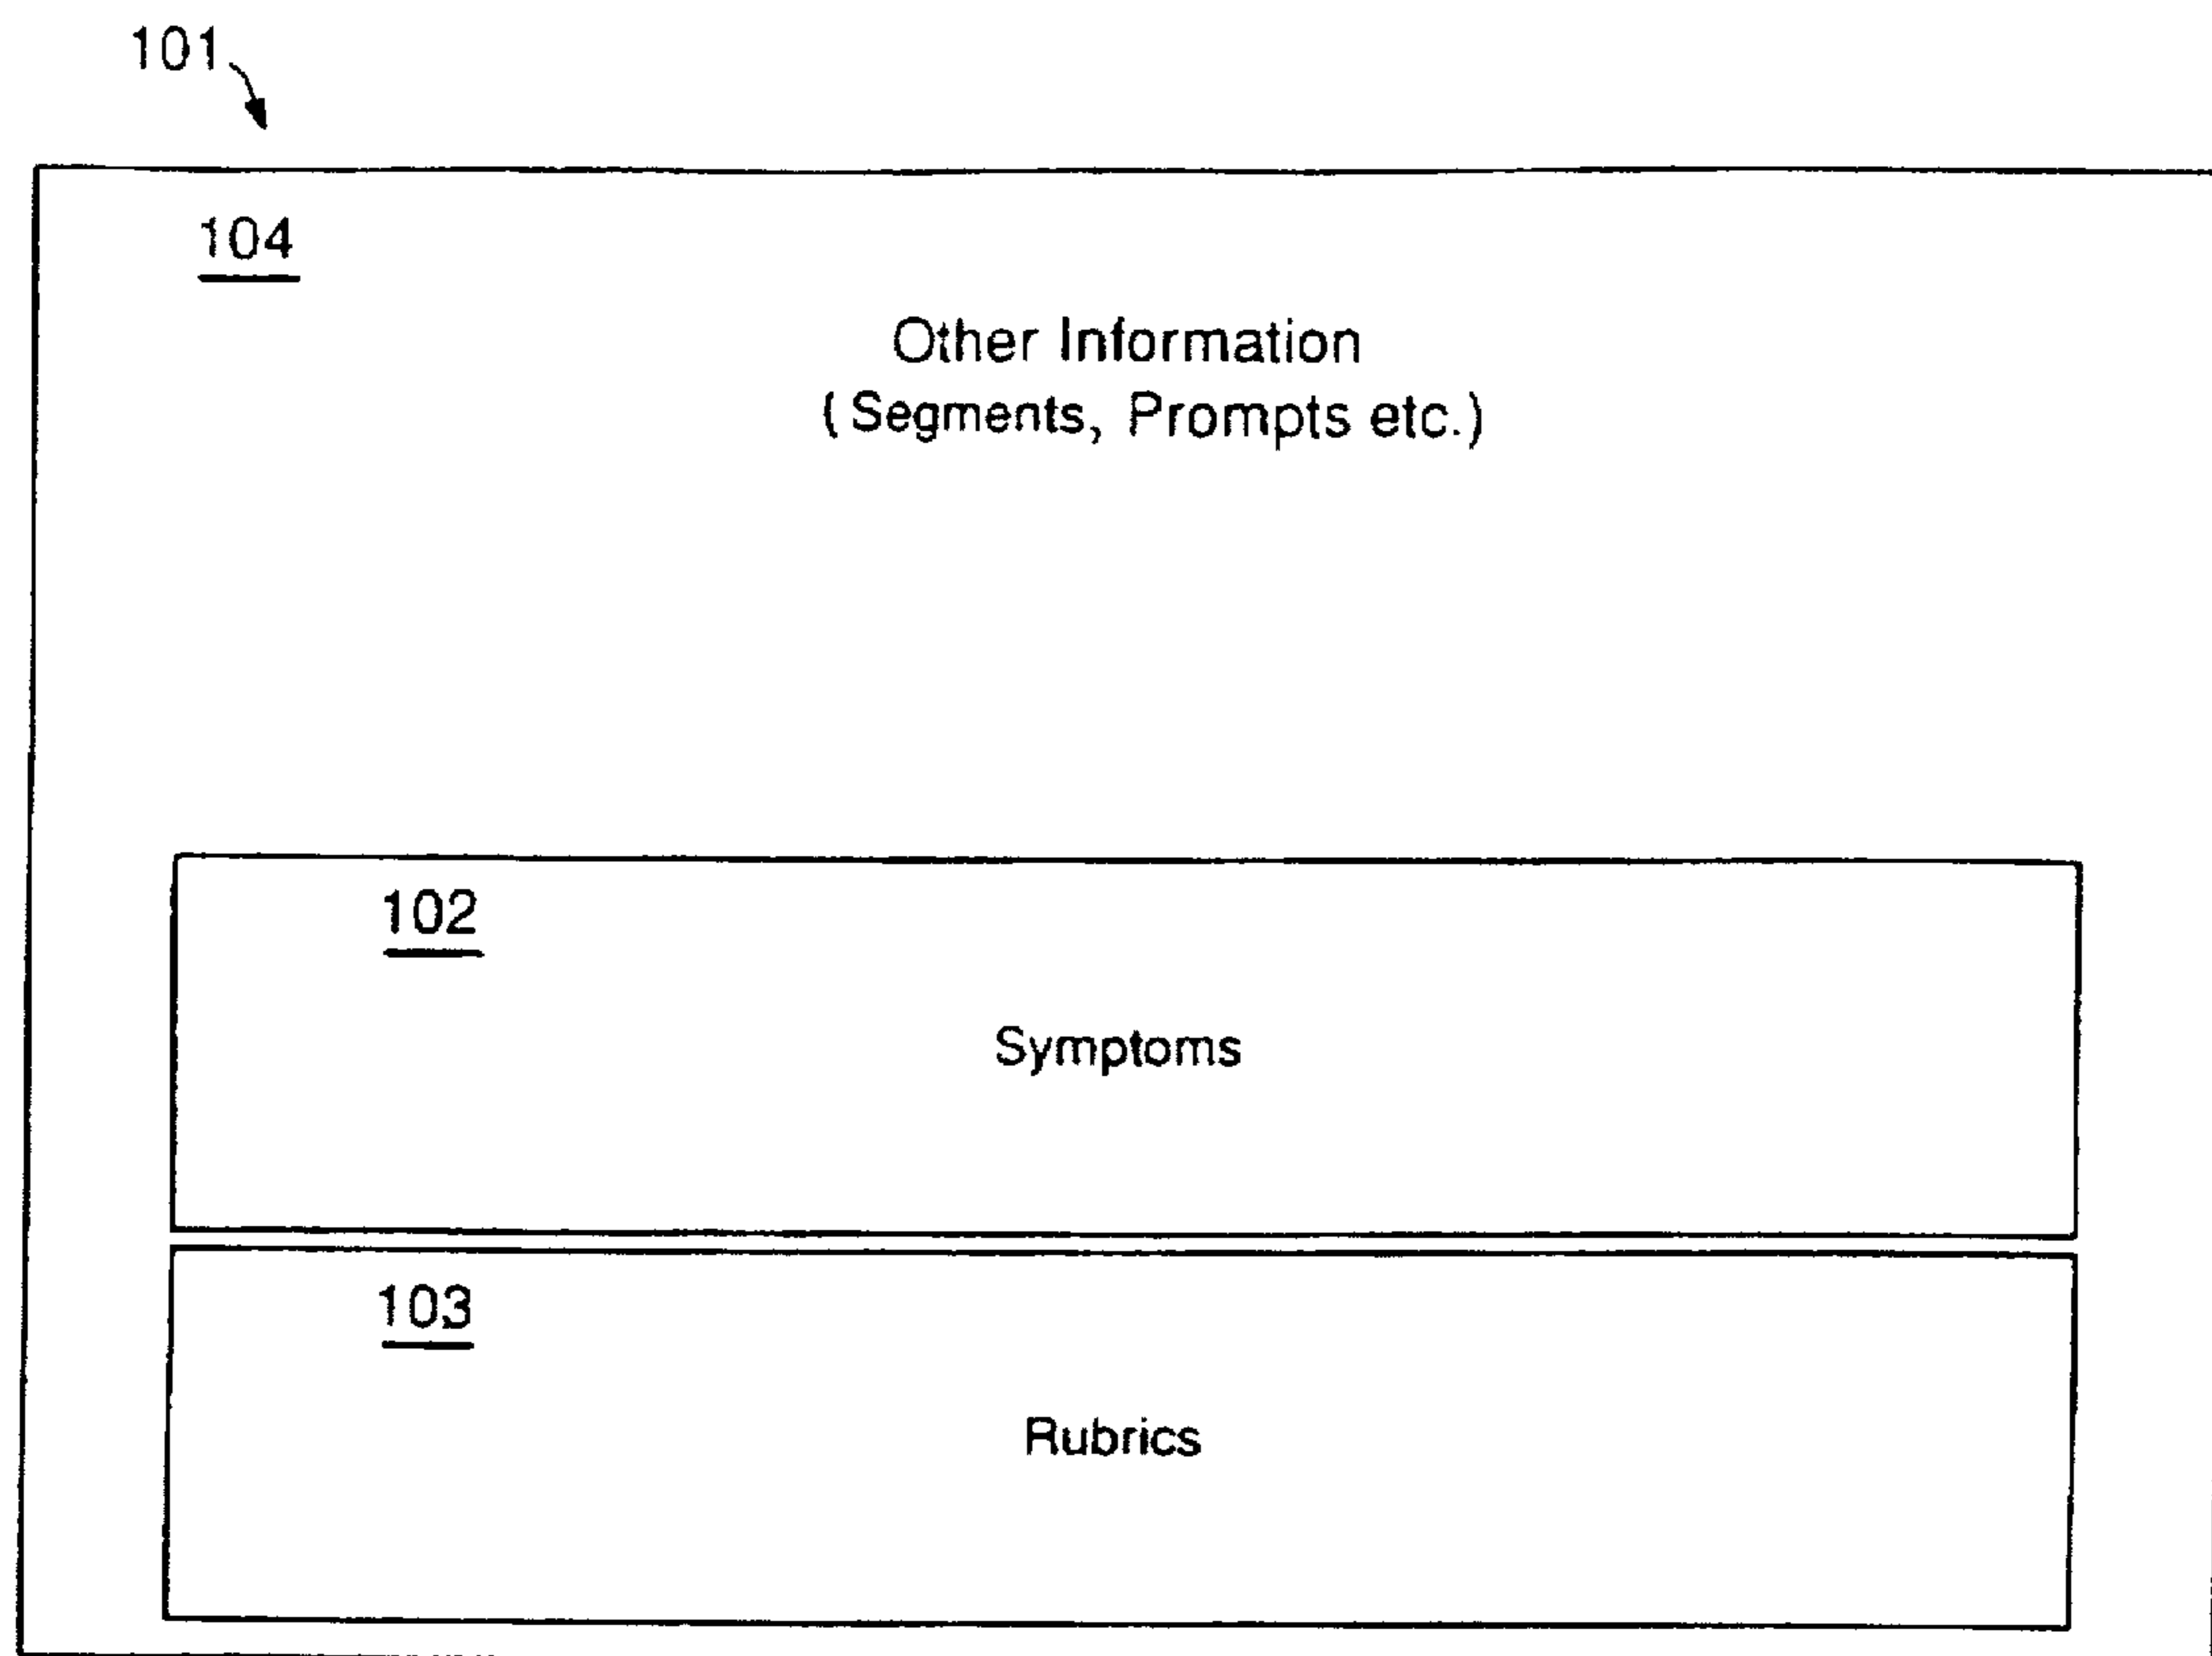 101
104
Other Information
(Segments, Prompts etc.)
102
Symptoms
103
Rubrics